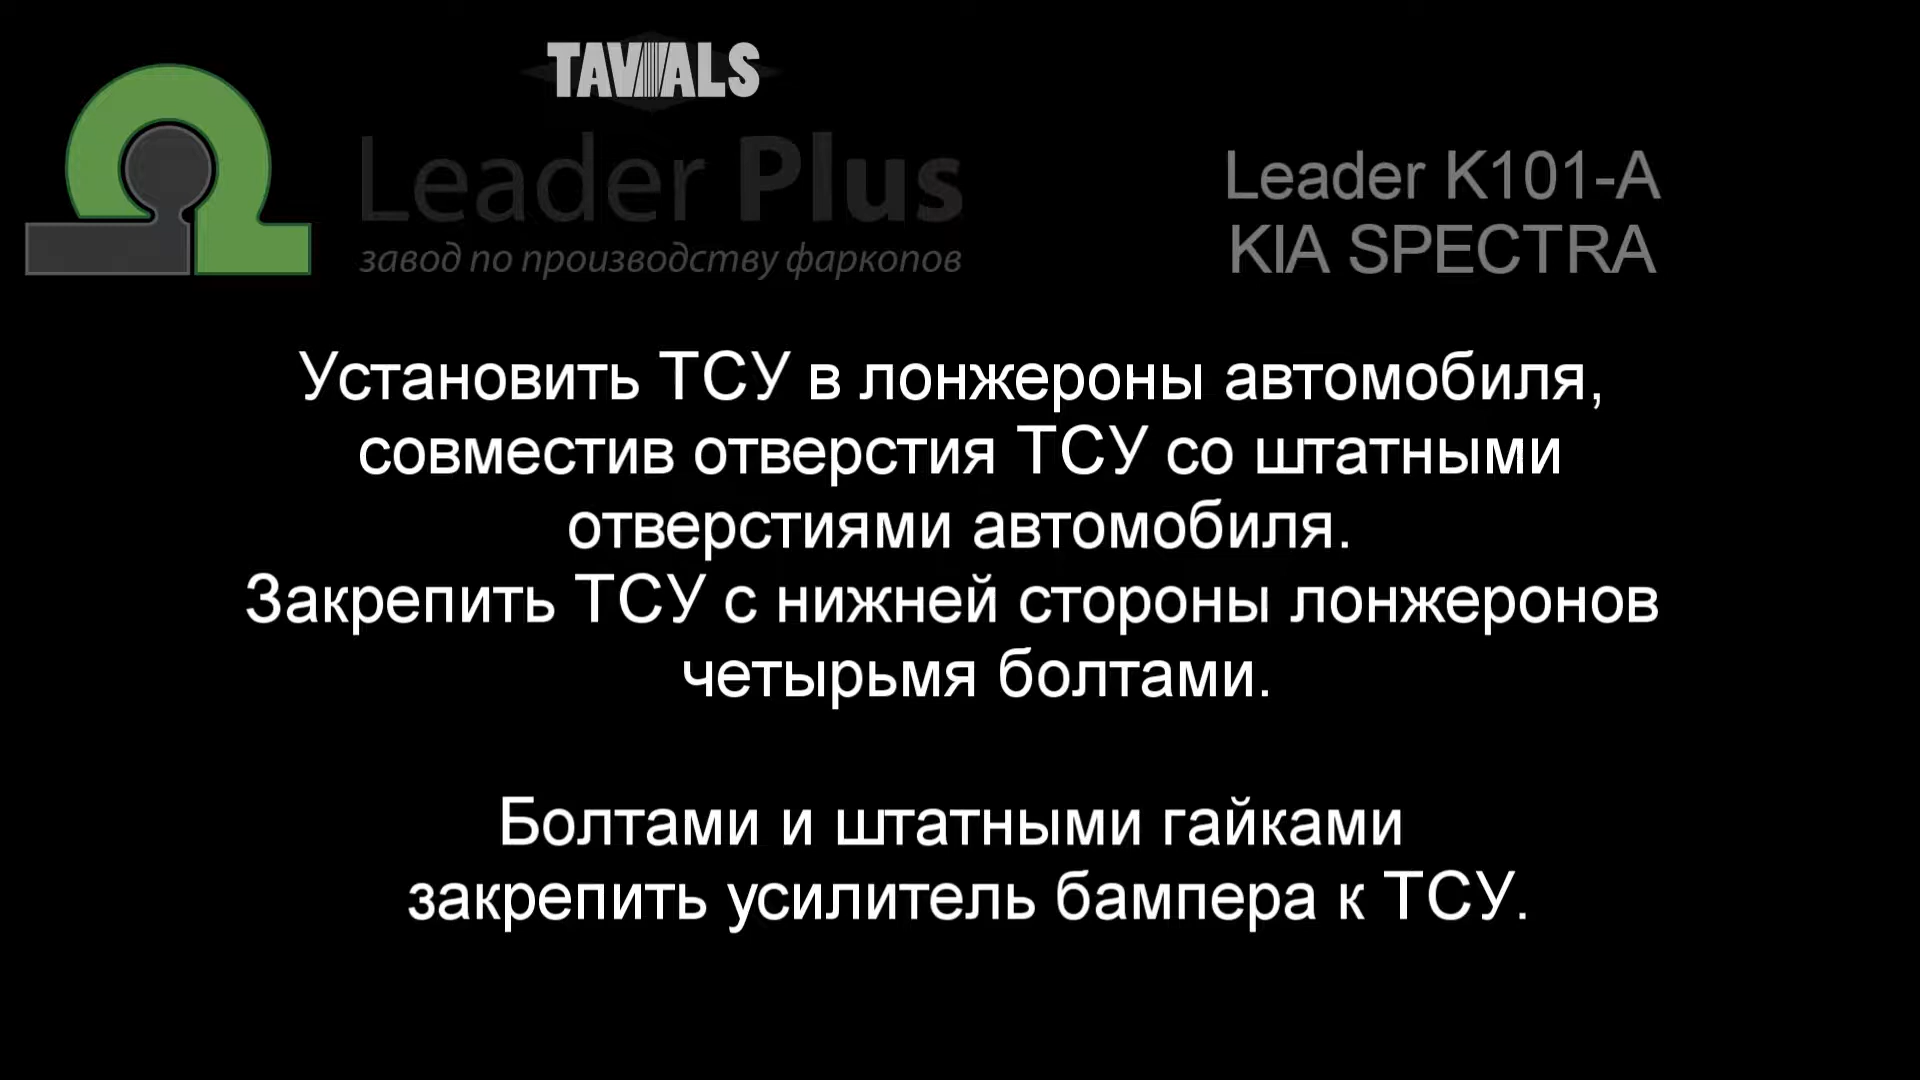 TAVIALS
Leader Plus
завод по производству фаркопов
Leader K101-A
KIA SPECTRA
Установить ТСУ в лонжероны автомобиля,
совместив отверстия ТСУ со штатными
отверстиями автомобиля.
Закрепить ТСУ с нижней стороны лонжеронов
четырьмя болтами.
Болтами и штатными гайками
закрепить усилитель бампера к ТСУ.